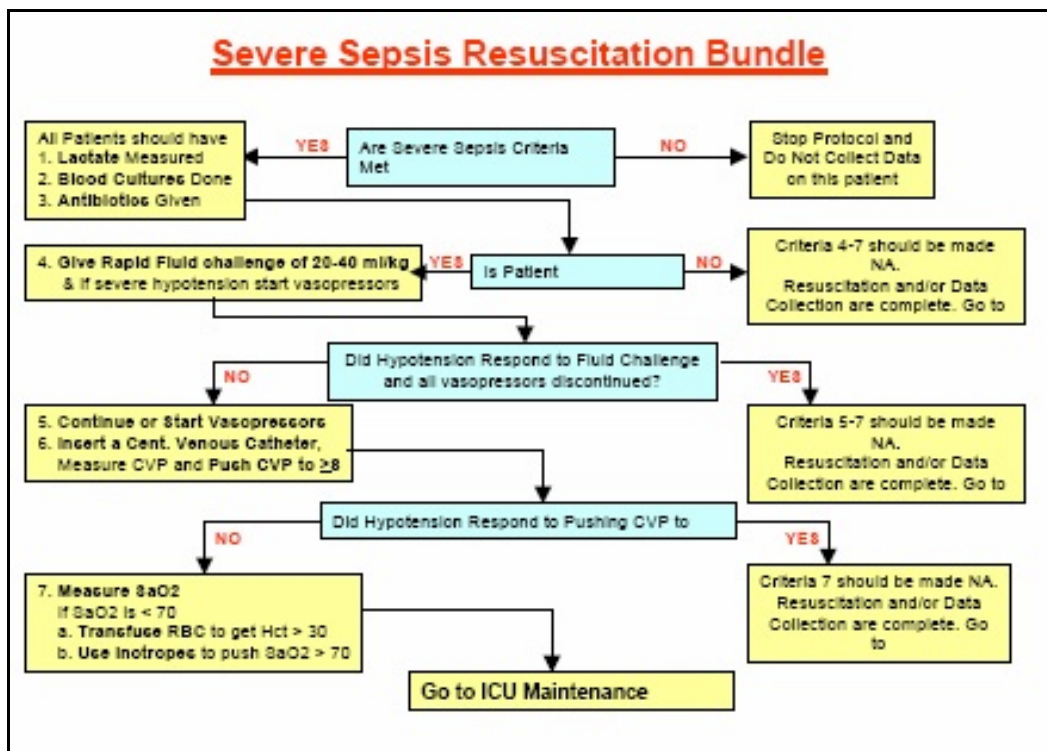 Severe Sepsis Resuscitation Bundle
All Patients should have
1. Lactate Measured
2. Blood Cultures Done
3. Antibiotics Given
YES
Are Severe Sepsis Criteria
Met
NO
Stop Protocol and
Do Not Collect Data
on this patient
4. Give Rapid Fluid challenge of 20-40 ml/kg
& If severe hypotension start vasopressors
YES
Is Patient
NO
Criteria 4-7 should be made
NA.
Resuscitation and/or Data
Collection are complete. Go to
Did Hypotension Respond to Fluid Challenge
and all vasopressors discontinued?
NO
YES
5. Continue or Start Vasopressors
6. Insert a Cent. Venous Catheter,
Measure CVP and Push CVP to ≥8
Criteria 5-7 should be made
NA.
Resuscitation and/or Data
Collection are complete. Go to
Did Hypotension Respond to Pushing CVP to
NO
YES
7. Measure SaO2
If SaO2 is < 70
a. Transfuse RBC to get Hct > 30
b. Use Inotropes to push SaO2 > 70
Criteria 7 should be made NA.
Resuscitation and/or Data
Collection are complete. Go
to
Go to ICU Maintenance